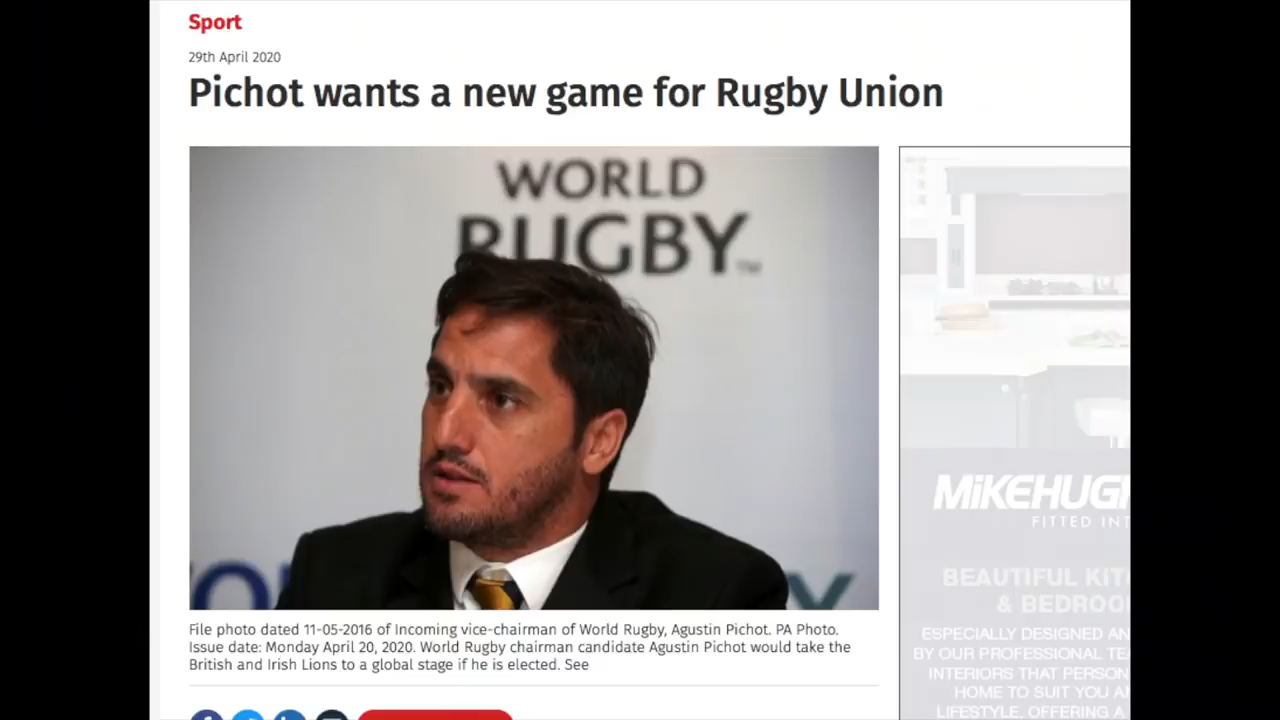 Sport
29th April 2020
Pichot wants a new game for Rugby Union
WORLD
RUGBY™
File photo dated 11-05-2016 of Incoming vice-chairman of World Rugby, Agustin Pichot. PA Photo.
Issue date: Monday April 20, 2020. World Rugby chairman candidate Agustin Pichot would take the
British and Irish Lions to a global stage if he is elected. See
MiKEHUG
FITTED INT
BEAUTIFUL KIT
& BEDROO
ESPECIALLY DESIGNED AN
BY OUR PROFESSIONAL TE
INTERIORS THAT PERSON
HOME TO SUIT YOU A
LIFESTYLE, OFFERING A